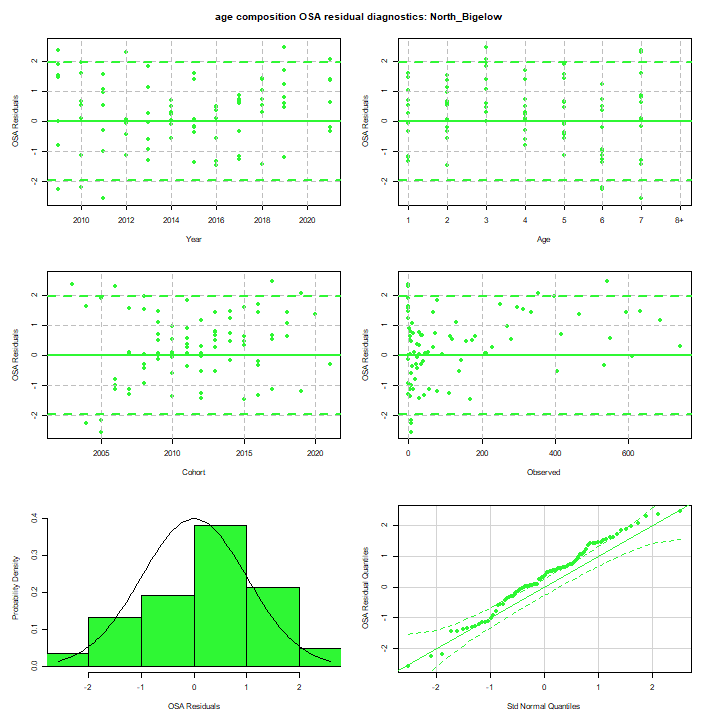 age composition OSA residual diagnostics: North_Bigelow
OSA Residuals
2
1
0
-1
-2
2010 2012 2014 2016 2018 2020
Year
OSA Residuals
2
1
0
-1
-2
1 2 3 4 5 6 7 8+
Age
OSA Residuals
2
1
0
-1
-2
2005 2010 2015 2020
Cohort
OSA Residuals
2
1
0
-1
-2
0 200 400 600
Observed
Probability Density
0.4
0.3
0.2
0.1
0.0
-2 -1 0 1 2
OSA Residuals
OSA Residual Quantiles
2
1
0
-1
-2
-2 -1 0 1 2
Std Normal Quantiles